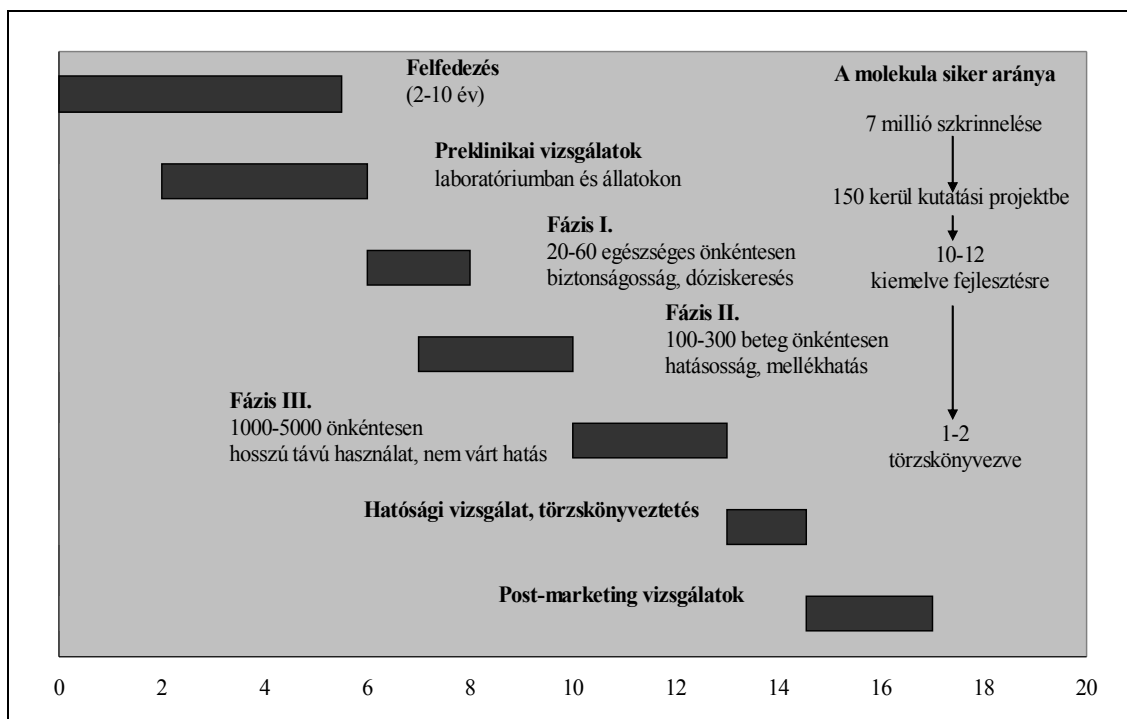 Felfedezés
(2-10 év)
Preklinikai vizsgálatok
laboratóriumban és állatokon
Fázis I.
20-60 egészséges önkéntesen
biztonságosság, dóziskeresés
Fázis II.
100-300 beteg önkéntesen
hatásosság, mellékhatás
Fázis III.
1000-5000 önkéntesen
hosszú távú használat, nem várt hatás
Hatósági vizsgálat, törzskönyveztetés
Post-marketing vizsgálatok
A molekula siker aránya
7 millió szkrinnelése
150 kerül kutatási projektbe
10-12
kiemelve fejlesztésre
1-2
törzskönyvezve
0 2 4 6 8 10 12 14 16 18 20